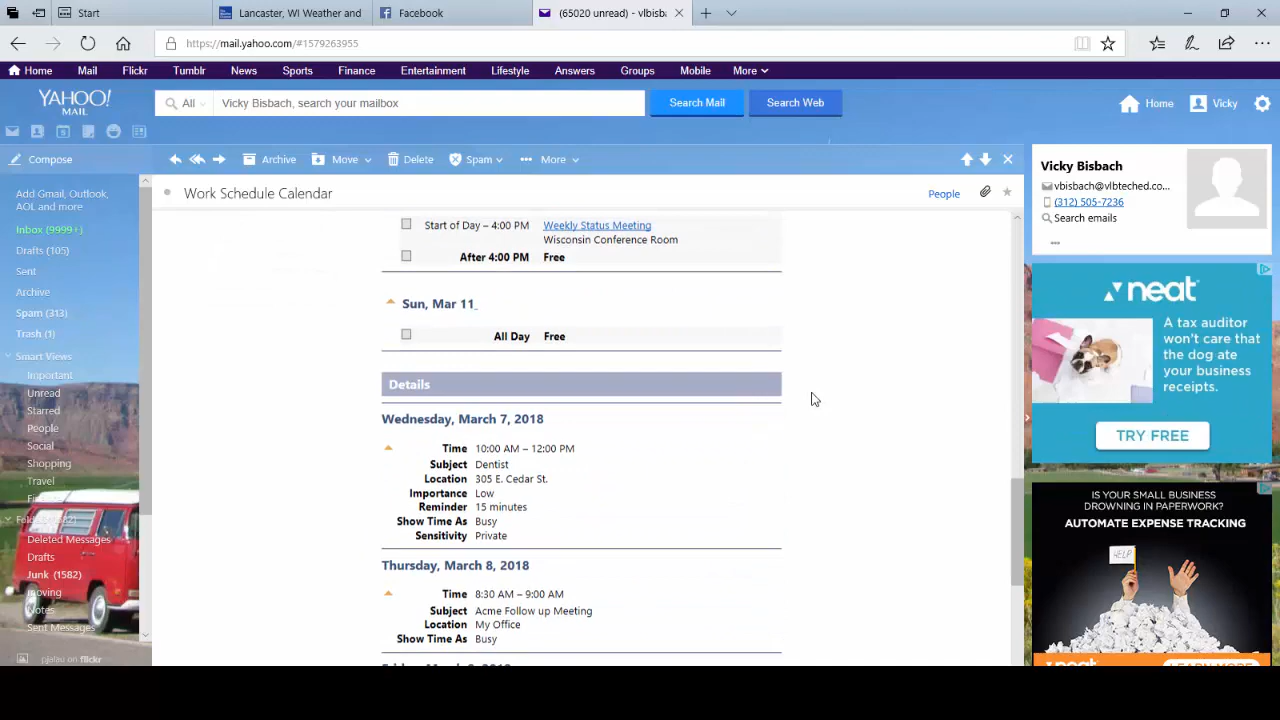 Start
Lancaster, WI Weather and
Facebook
(65020 unread) - vlbisba
https://mail.yahoo.com/#1579263955
Home Mail Flickr Tumblr News Sports Finance Entertainment Lifestyle Answers Groups Mobile More
YAHOO!
MAIL
All
Vicky Bisbach, search your mailbox
Search Mail
Search Web
Home
Vicky
Compose
Archive Move Delete Spam More
Add Gmail, Outlook,
AOL and more
Inbox (9999+)
Drafts (105)
Sent
Archive
Spam (313)
Trash (1)
Smart Views
Important
Unread
Starred
People
Social
Shopping
Travel
Deleted Messages
Drafts
Junk (1582)
moving
Notes
Sent Messages
pjalau on flickr
Work Schedule Calendar
People
Start of Day – 4:00 PM Weekly Status Meeting
Wisconsin Conference Room
After 4:00 PM Free
Sun, Mar 11
All Day Free
Details
Wednesday, March 7, 2018
Time 10:00 AM – 12:00 PM
Subject Dentist
Location 305 E. Cedar St.
Importance Low
Reminder 15 minutes
Show Time As Busy
Sensitivity Private
Thursday, March 8, 2018
Time 8:30 AM – 9:00 AM
Subject Acme Follow up Meeting
Location My Office
Show Time As Busy
Vicky Bisbach
vbisbach@vlbteched.co...
(312) 505-7236
Search emails
neat
A tax auditor
won't care that
the dog ate
your business
receipts.
TRY FREE
IS YOUR SMALL BUSINESS
DROWNING IN PAPERWORK?
AUTOMATE EXPENSE TRACKING
HELP
neat
LEARN MORE